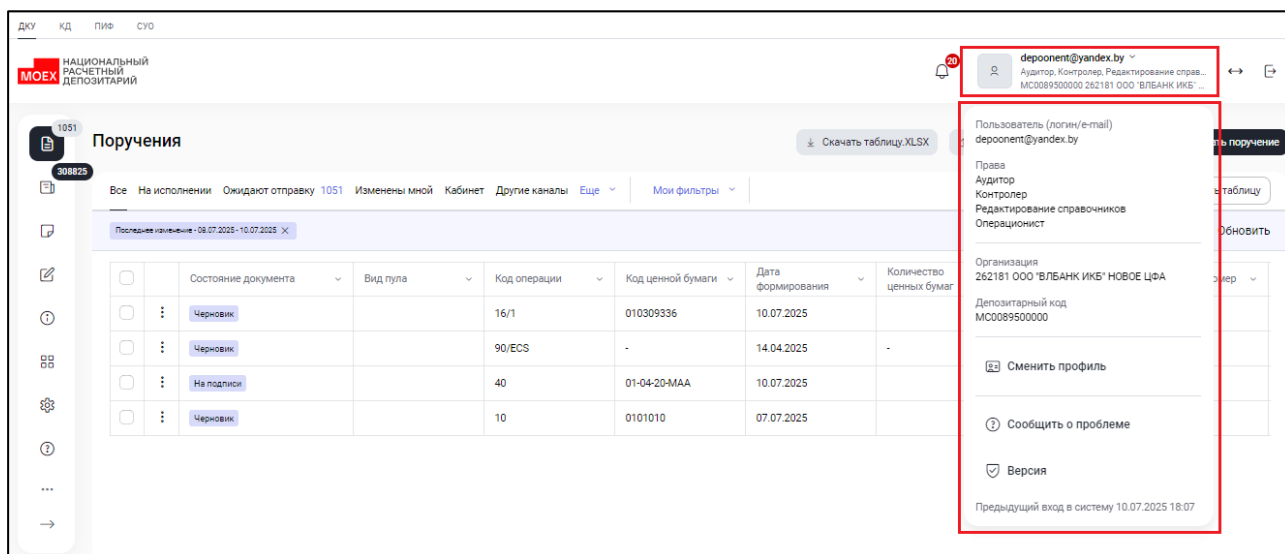 ДКУ КД ПИФ СУО
MOEX НАЦИОНАЛЬНЫЙ РАСЧЕТНЫЙ ДЕПОЗИТАРИЙ
20
depoonent@yandex.by
Аудитор, Контролер, Редактирование справ...
MC0089500000 262181 ООО "ВЛБАНК ИКБ" ...
1051
308825
Поручения
Скачать таблицу.XLSX
ть поручение
Все На исполнении Ожидают отправку 1051 Изменены мной Кабинет Другие каналы Еще Мои фильтры
ь таблицу
Последнее изменение - 08.07.2025 - 10.07.2025
Обновить
Состояние документа Вид пула Код операции Код ценной бумаги Дата формирования Количество ценных бумаг омер
Черновик 16/1 010309336 10.07.2025
Черновик 90/ECS - 14.04.2025 -
На подписи 40 01-04-20-MAA 10.07.2025
Черновик 10 0101010 07.07.2025
Пользователь (логин/e-mail)
depoonent@yandex.by
Права
Аудитор
Контролер
Редактирование справочников
Операционист
Организация
262181 ООО "ВЛБАНК ИКБ" НОВОЕ ЦФА
Депозитарный код
MC0089500000
Сменить профиль
Сообщить о проблеме
Версия
Предыдущий вход в систему 10.07.2025 18:07